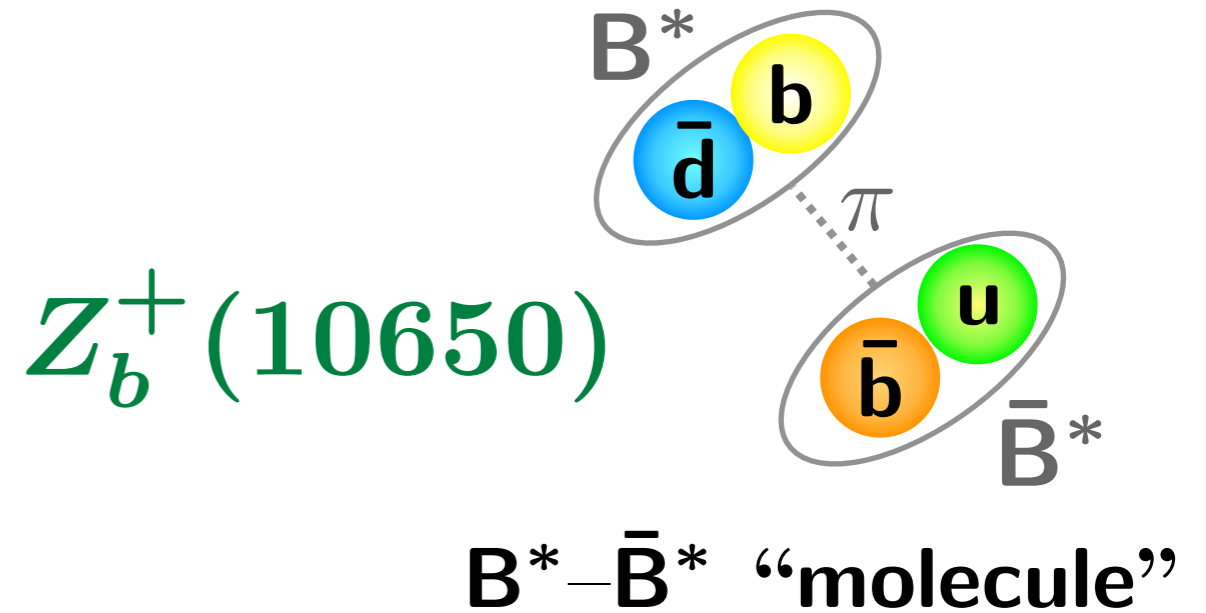 B*
b
d̄
π
u
Z_b^+(10650)
b̄
B̄*
B*–B̄* “molecule”